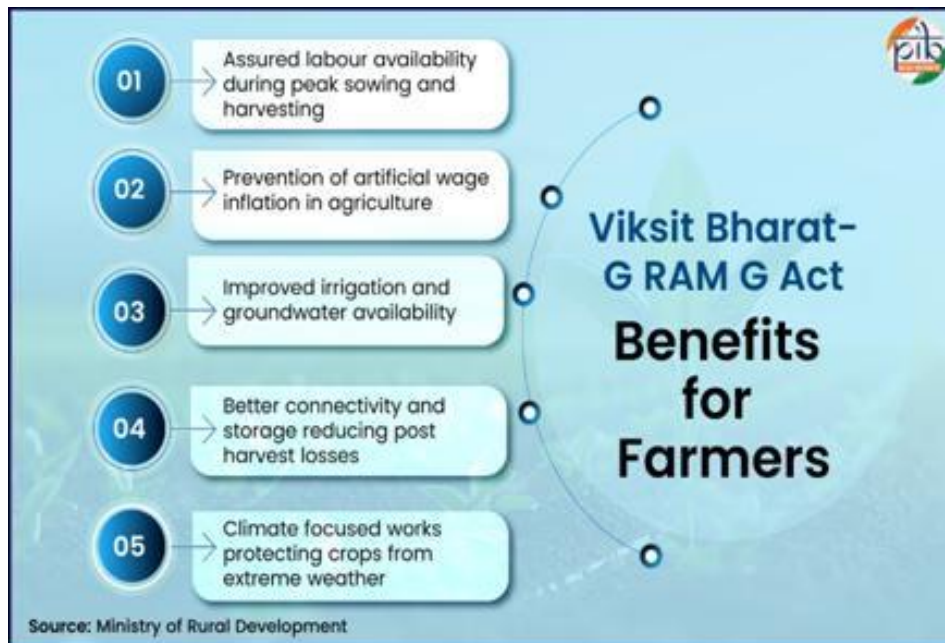 pib
01
Assured labour availability
during peak sowing and
harvesting
02
Prevention of artificial wage
inflation in agriculture
03
Improved irrigation and
groundwater availability
04
Better connectivity and
storage reducing post
harvest losses
05
Climate focused works
protecting crops from
extreme weather
Viksit Bharat-
G RAM G Act
Benefits
for
Farmers
Source: Ministry of Rural Development